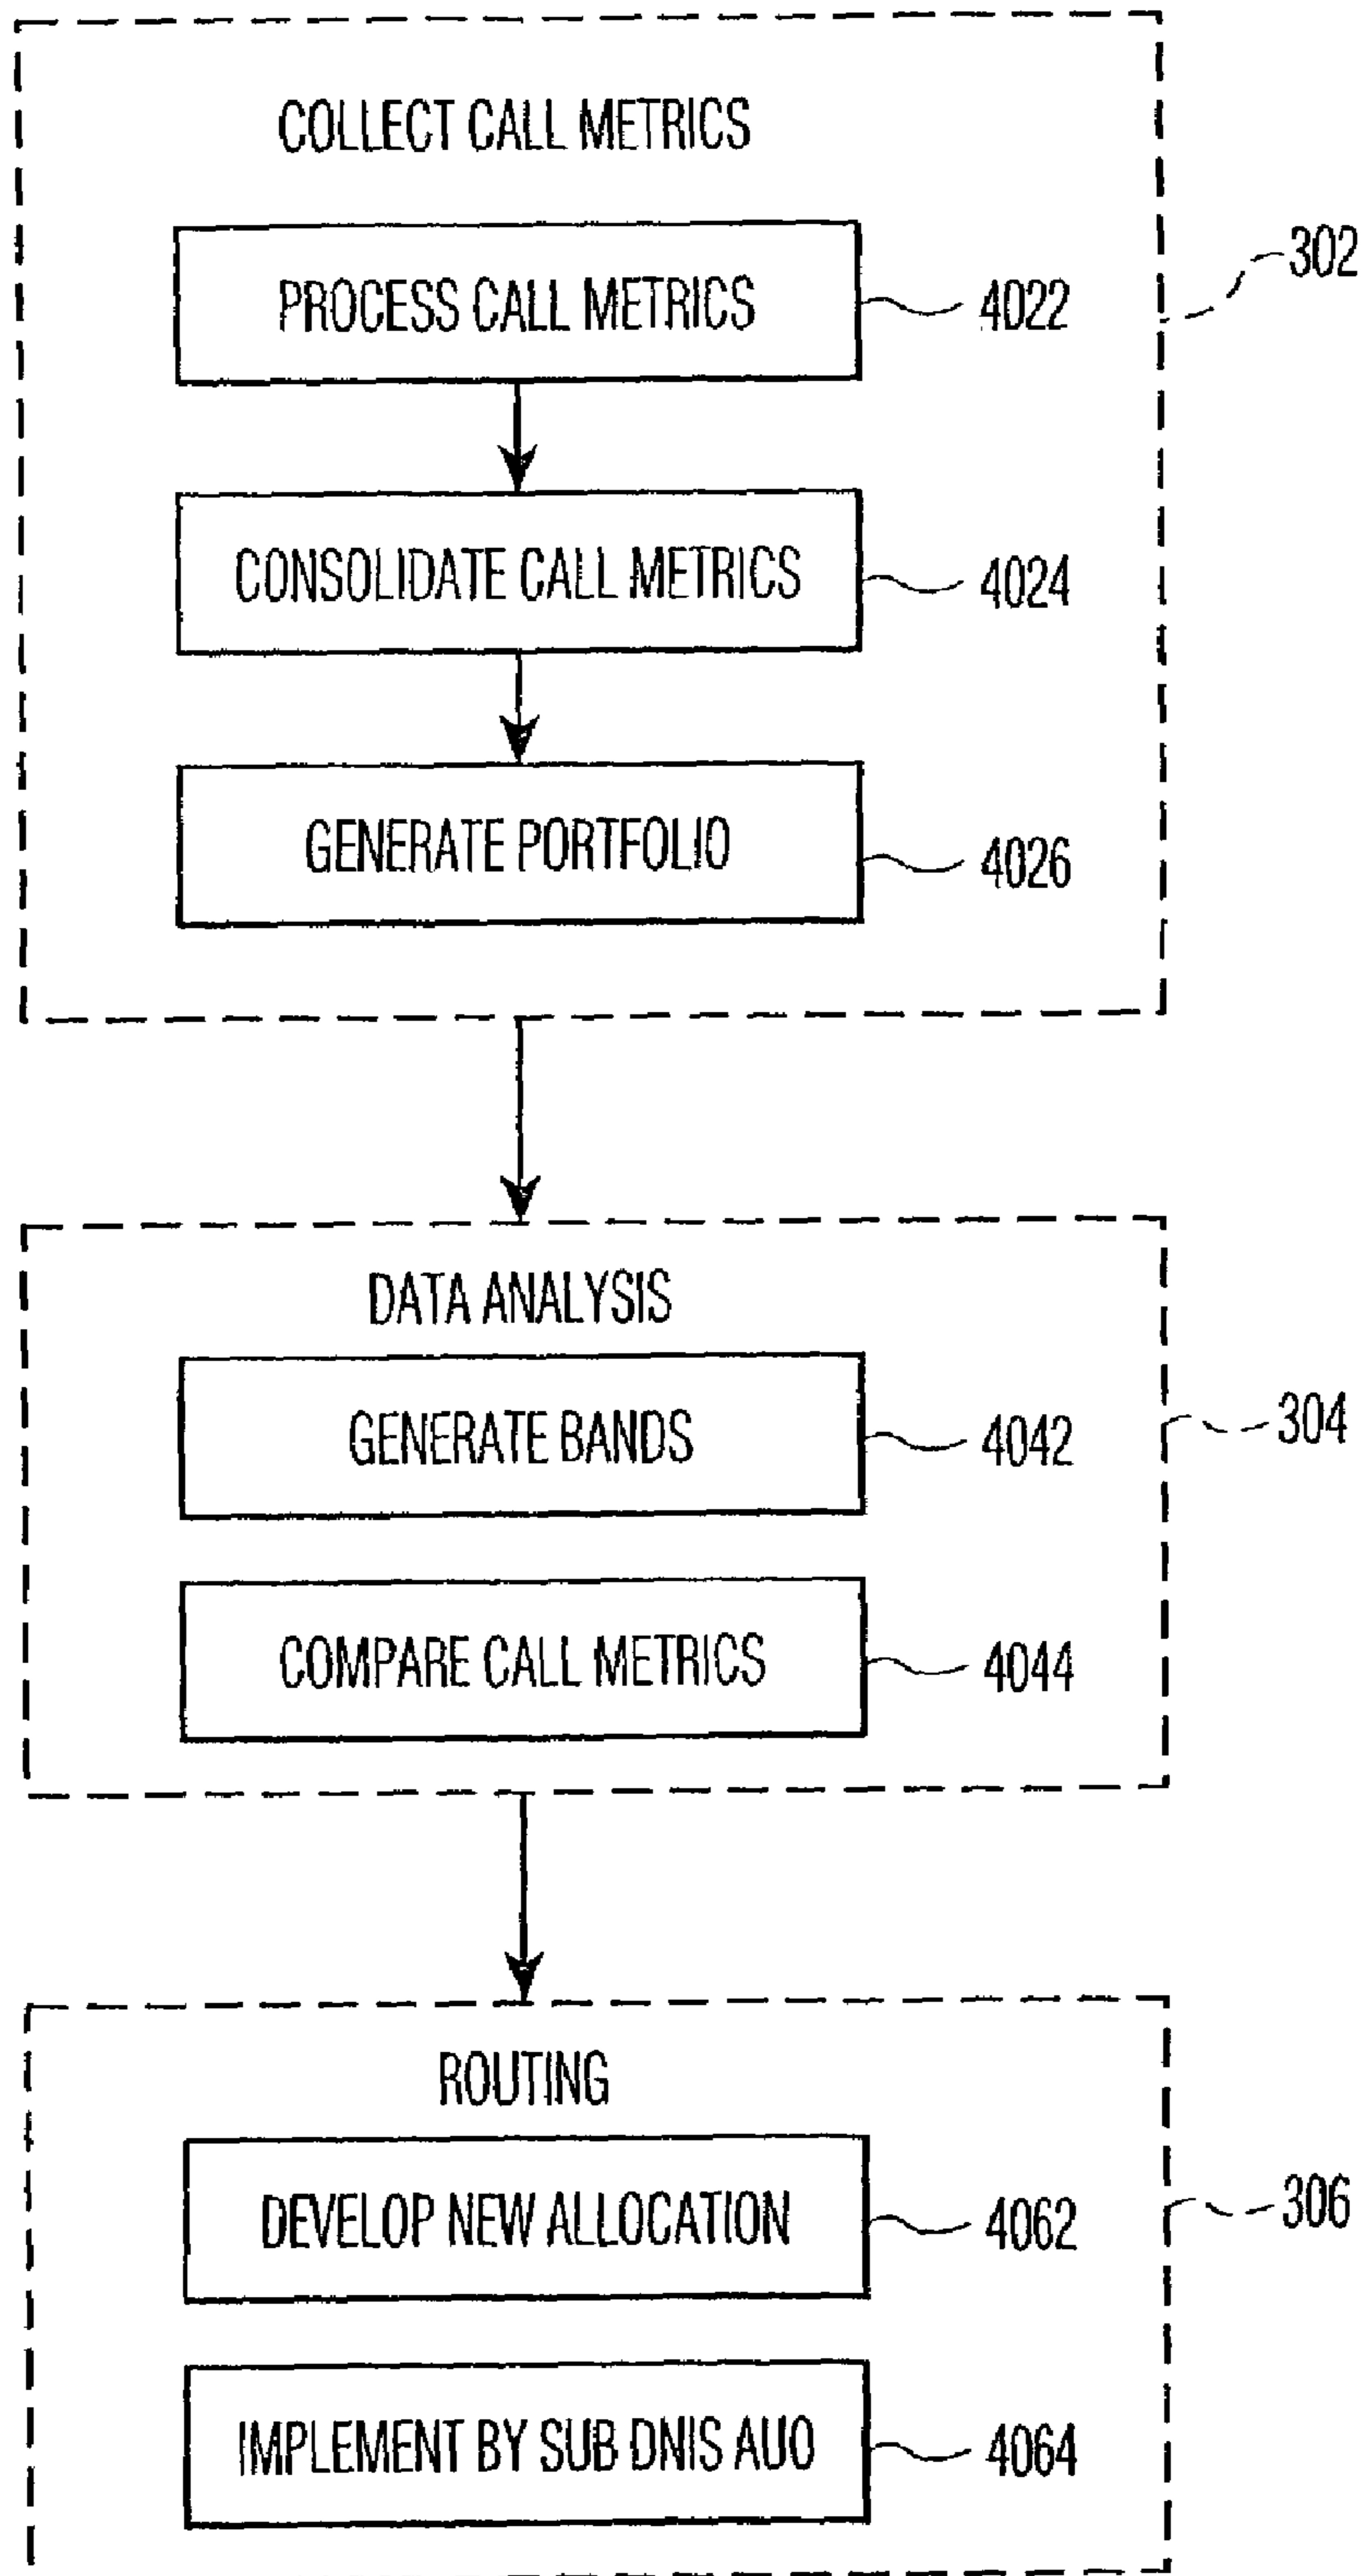 COLLECT CALL METRICS
302
PROCESS CALL METRICS
4022
CONSOLIDATE CALL METRICS
4024
GENERATE PORTFOLIO
4026
DATA ANALYSIS
GENERATE BANDS
4042
304
COMPARE CALL METRICS
4044
ROUTING
DEVELOP NEW ALLOCATION
4062
306
IMPLEMENT BY SUB DNIS AUO
4064